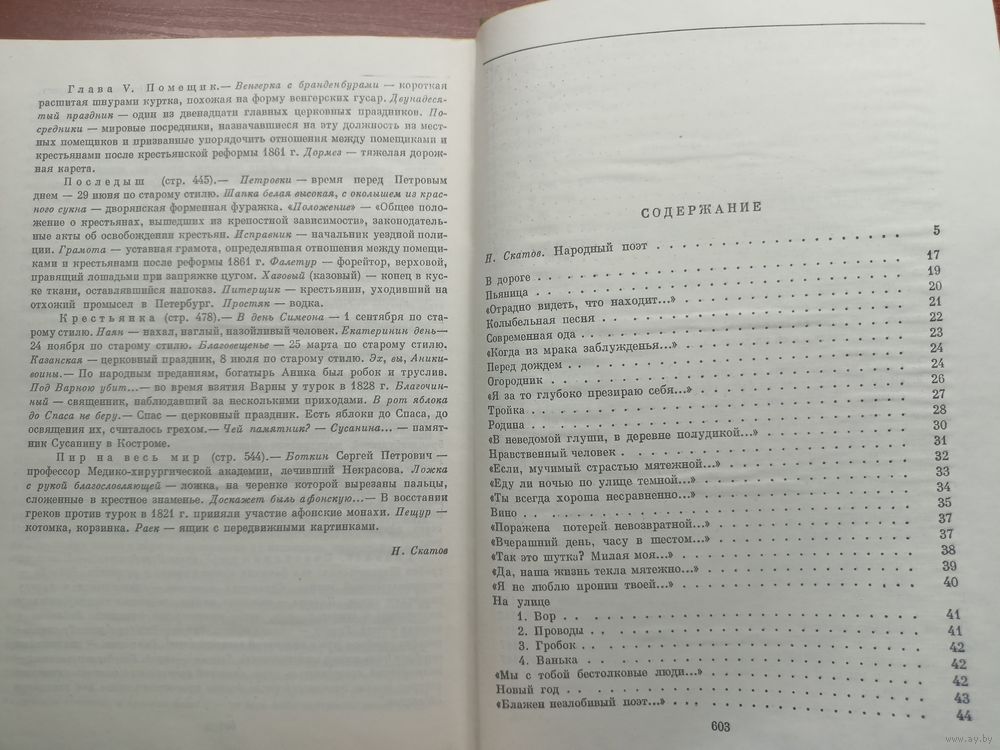 Глава V. Помещик.— Венгерка с бранденбурами — короткая
расшитая шнурами куртка, похожая на форму венгерских гусар. Двунадеся-
тый праздник — один из двенадцати главных церковных праздников. По-
средники — мировые посредники, назначавшиеся на эту должность из мест-
ных помещиков и призванные упорядочить отношения между помещиками и
крестьянами после крестьянской реформы 1861 г. Дормез — тяжелая дорож-
ная карета.
Последыш (стр. 445).— Петровки — время перед Петровым
днем — 29 июня по старому стилю. Шапка белая высокая, с околышем из крас-
ного сукна — дворянская форменная фуражка. «Положение» — «Общее поло-
жение о крестьянах, вышедших из крепостной зависимости», законодатель-
ные акты об освобождении крестьян. Исправник — начальник уездной поли-
ции. Грамота — уставная грамота, определявшая отношения между помещи-
ками и крестьянами после реформы 1861 г. Фалетур — форейтор, верховой,
правящий лошадьми при запряжке цугом. Хазовый (казовый) — конец в кус-
ке ткани, оставлявшийся напоказ. Питерщик — крестьянин, уходивший на
отхожий промысел в Петербург. Простяк — водка.
Крестьянка (стр. 478).— В день Симеона — 1 сентября по ста-
рому стилю. Наян — нахал, наглый, назойливый человек. Екатеринин день—
24 ноября по старому стилю. Благовещенье — 25 марта по старому стилю.
Казанская — церковный праздник, 8 июля по старому стилю. Эх, вы, Аники-
воины.— По народным преданиям, богатырь Аника был робок и труслив.
Под Варною убит...— во время взятия Варны у турок в 1828 г. Благочин-
ный — священник, наблюдавший за несколькими приходами. В рот яблока
до Спаса не беру.— Спас — церковный праздник. Есть яблоки до Спаса, до
освящения их, считалось грехом.— Чей памятник? — Сусанина... — памят-
ник Сусанину в Костроме.
Пир на весь мир (стр. 544).— Боткин Сергей Петрович —
профессор Медико-хирургической академии, лечивший Некрасова. Ложка
с рукой благословляющей — ложка, на черенке которой вырезаны пальцы,
сложенные в крестное знаменье. Доскажет быль афонскую...— В восстании
греков против турок в 1821 г. приняли участие афонские монахи. Пещур —
котомка, корзинка. Раек — ящик с передвижными картинками.
Н. Скатов
СОДЕРЖАНИЕ
Н. Скатов. Народный поэт . . . . . . . . . . 5
В дороге . . . . . . . . . . 17
Пьяница . . . . . . . . . . 19
«Отрадно видеть, что находит...» . . . . . . . . . . 20
Колыбельная песня . . . . . . . . . . 21
Современная ода . . . . . . . . . . 22
«Когда из мрака заблужденья...» . . . . . . . . . . 23
Перед дождем . . . . . . . . . . 24
Огородник . . . . . . . . . . 24
«Я за то глубоко презираю себя...» . . . . . . . . . . 26
Тройка . . . . . . . . . . 27
Родина . . . . . . . . . . 28
«В неведомой глуши, в деревне полудикой...» . . . . . . . . . . 30
Нравственный человек . . . . . . . . . . 31
«Если, мучимый страстью мятежной...» . . . . . . . . . . 32
«Еду ли ночью по улице темной...» . . . . . . . . . . 33
«Ты всегда хороша несравненно...» . . . . . . . . . . 34
Вино . . . . . . . . . . 35
«Поражена потерей невозвратной...» . . . . . . . . . . 37
«Вчерашний день, часу в шестом...» . . . . . . . . . . 37
«Так это шутка? Милая моя...» . . . . . . . . . . 38
«Да, наша жизнь текла мятежно...» . . . . . . . . . . 39
«Я не люблю иронии твоей...» . . . . . . . . . . 40
На улице
1. Вор . . . . . . . . . . 41
2. Проводы . . . . . . . . . . 41
3. Гробок . . . . . . . . . . 42
4. Ванька . . . . . . . . . . 42
«Мы с тобой бестолковые люди...» . . . . . . . . . . 42
Новый год . . . . . . . . . . 43
«Блажен незлобивый поэт...» . . . . . . . . . . 44
603
www.ay.by